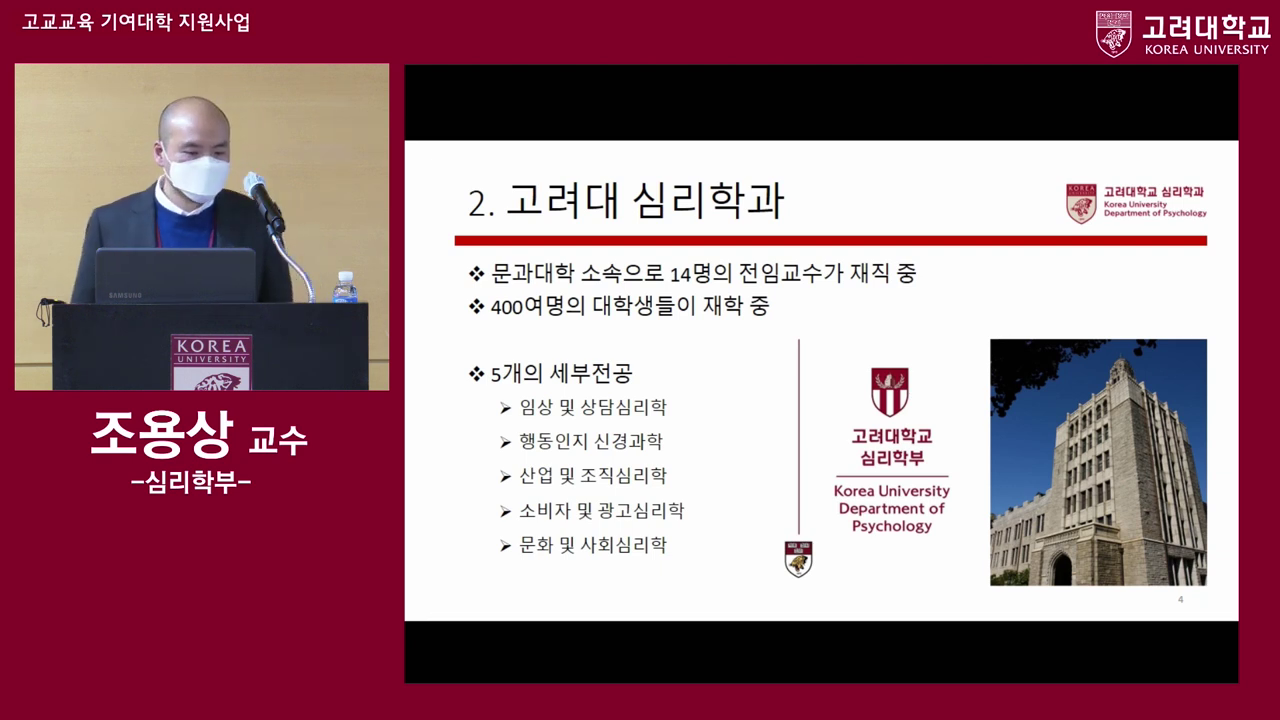 고교교육 기여대학 지원사업
고려대학교
KOREA UNIVERSITY
SAMSUNG
KOREA
UNIVERSITY
조용상 교수
-심리학부-
2. 고려대 심리학과
KOREA
고려대학교 심리학과
Korea University
Department of Psychology
❖ 문과대학 소속으로 14명의 전임교수가 재직 중
❖ 400여명의 대학생들이 재학 중
❖ 5개의 세부전공
➢ 임상 및 상담심리학
➢ 행동인지 신경과학
➢ 산업 및 조직심리학
➢ 소비자 및 광고심리학
➢ 문화 및 사회심리학
고려대학교
심리학부
Korea University
Department of
Psychology
4